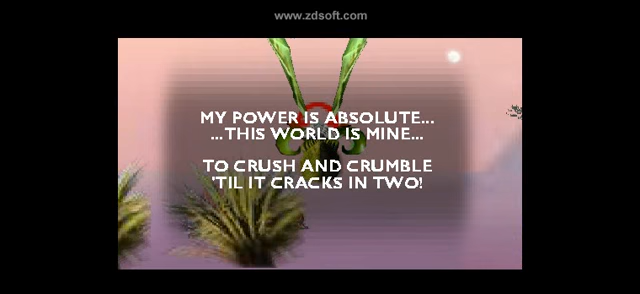 www.zdsoft.com
MY POWER IS ABSOLUTE...
...THIS WORLD IS MINE...
TO CRUSH AND CRUMBLE
'TIL IT CRACKS IN TWO!